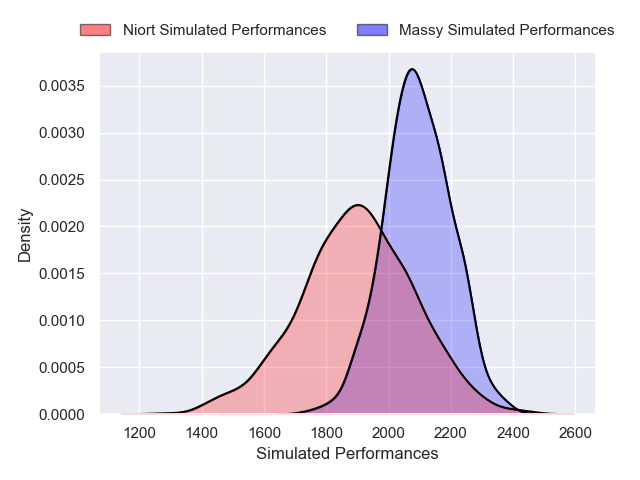 Niort Simulated Performances Massy Simulated Performances
0.0035
0.0030
0.0025
0.0020
0.0015
0.0010
0.0005
0.0000
Density
1200 1400 1600 1800 2000 2200 2400 2600
Simulated Performances